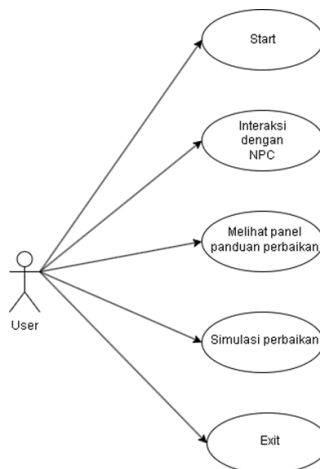 Start
Interaksi
dengan
NPC
Melihat panel
panduan perbaikan
User
Simulasi perbaikan
Exit